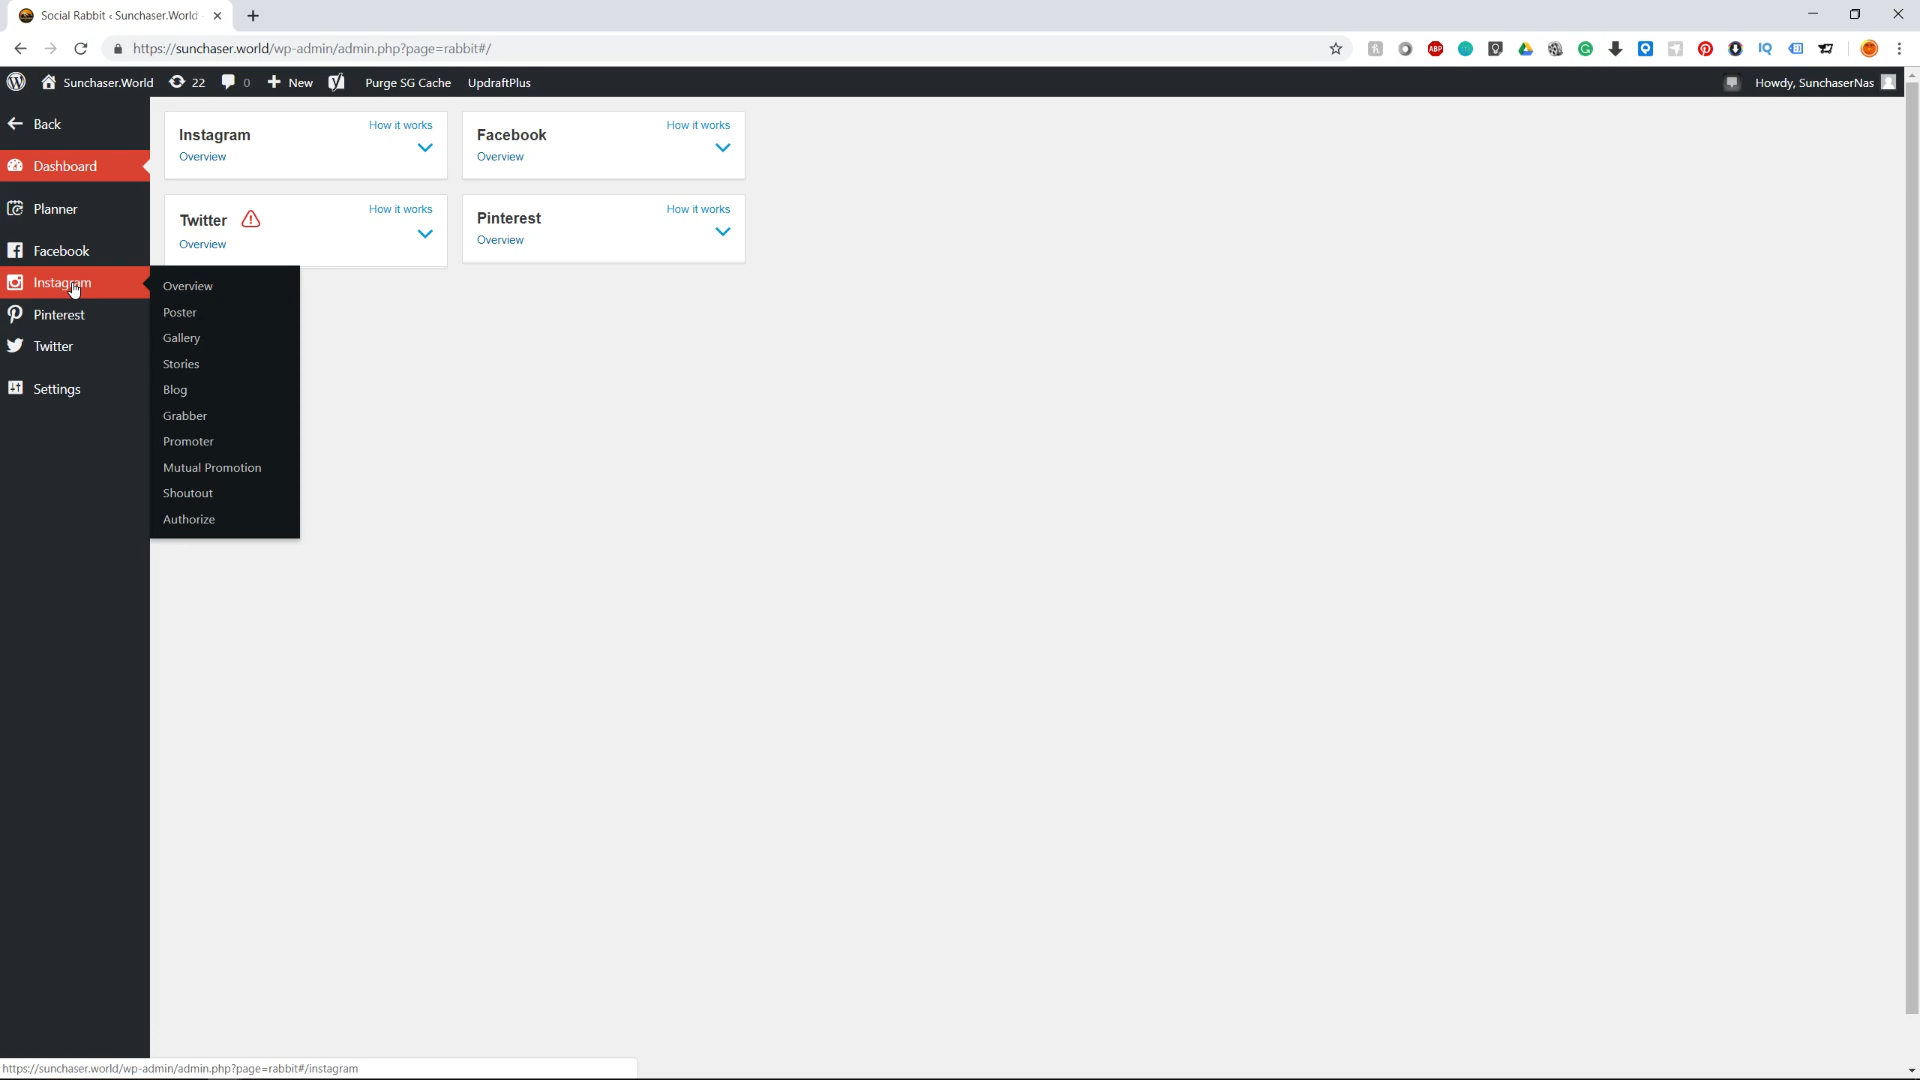 Social Rabbit ‹ Sunchaser.World
https://sunchaser.world/wp-admin/admin.php?page=rabbit#/
ABP
IQ
Sunchaser.World 22 0 New Purge SG Cache UpdraftPlus Howdy, SunchaserNas
Back
Dashboard
Planner
Facebook
Instagram
Pinterest
Twitter
Settings
Instagram How it works
Overview
Facebook How it works
Overview
Twitter How it works
Overview
Pinterest How it works
Overview
Overview
Poster
Gallery
Stories
Blog
Grabber
Promoter
Mutual Promotion
Shoutout
Authorize
https://sunchaser.world/wp-admin/admin.php?page=rabbit#/instagram